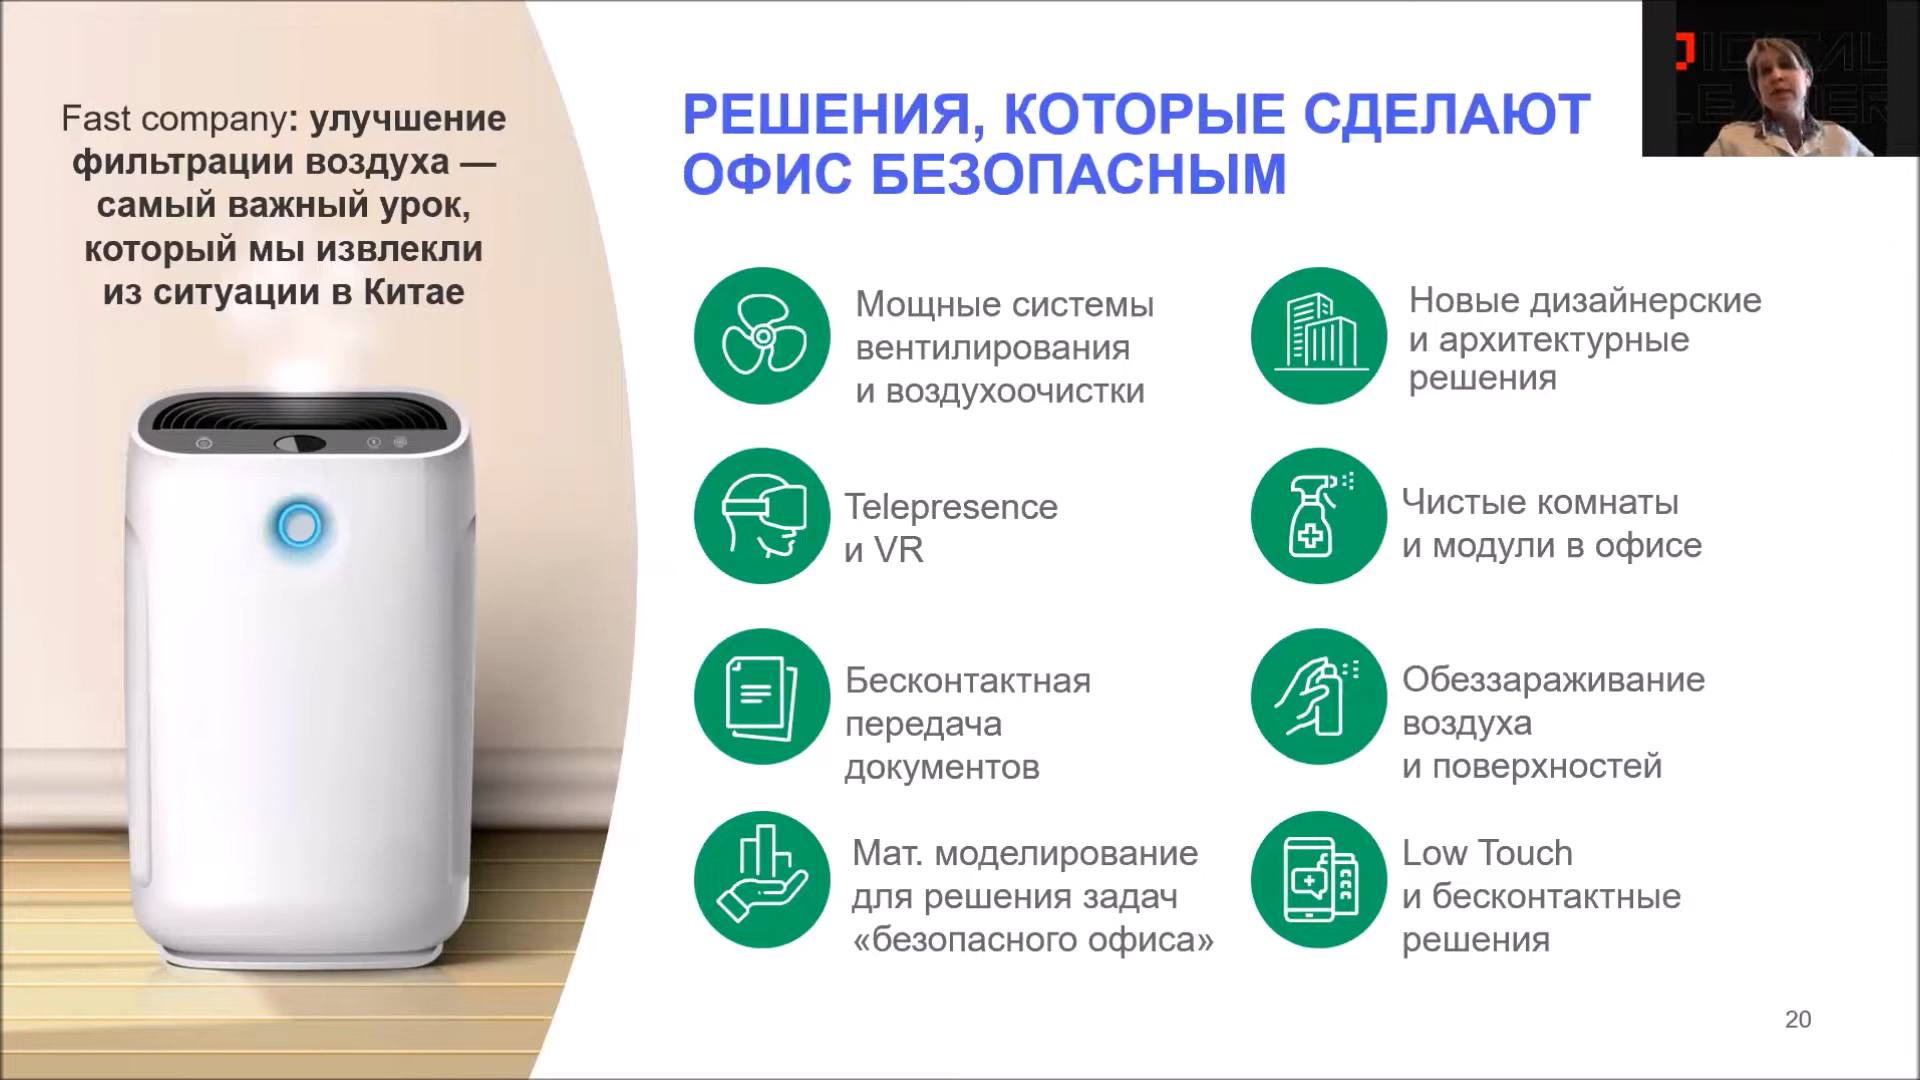 Fast company: улучшение
фильтрации воздуха —
самый важный урок,
который мы извлекли
из ситуации в Китае
РЕШЕНИЯ, КОТОРЫЕ СДЕЛАЮТ
ОФИС БЕЗОПАСНЫМ
Мощные системы
вентилирования
и воздухоочистки
Новые дизайнерские
и архитектурные
решения
Telepresence
и VR
Чистые комнаты
и модули в офисе
Бесконтактная
передача
документов
Обеззараживание
воздуха
и поверхностей
Мат. моделирование
для решения задач
«безопасного офиса»
Low Touch
и бесконтактные
решения
20